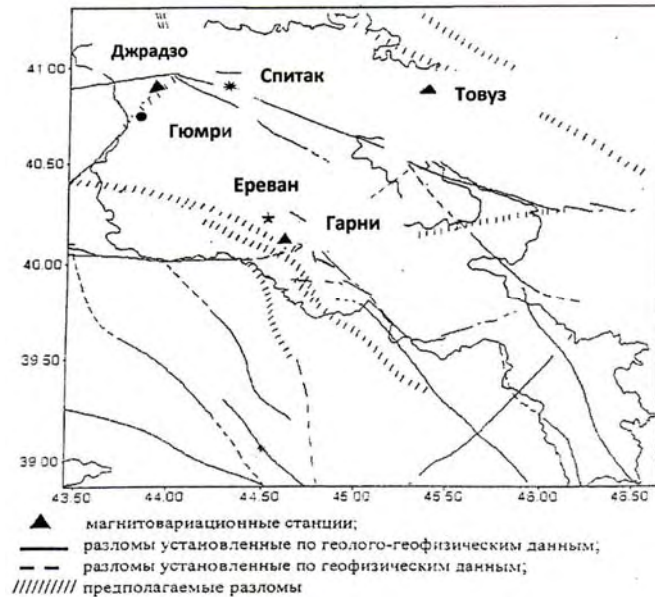 Джрадзо
41 00
Спитак
Товуз
Гюмри
40.50
Ереван
Гарни
40 00
39 50
39 00
43.50 44 00 44 50 45 00 45 50 46 00 46.50
магнитовариационные станции;
разломы установленные по геолого-геофизическим данным;
разломы установленные по геофизическим данным;
предполагаемые разломы